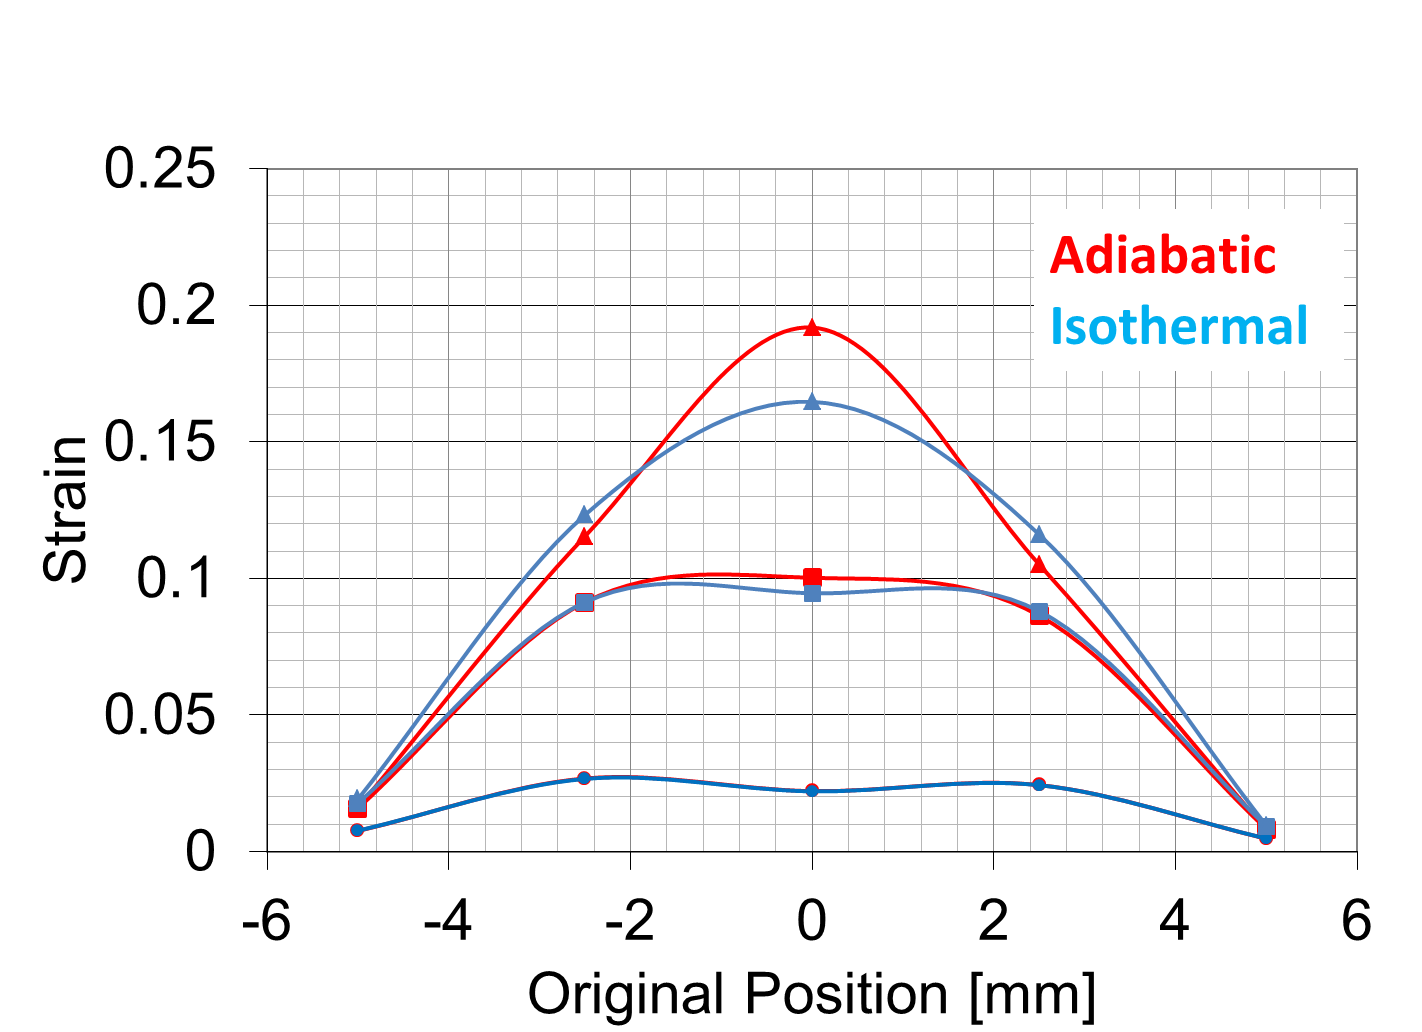 0.25
0.2
0.15
0.1
0.05
0
Strain
Adiabatic
Isothermal
-6 -4 -2 0 2 4 6
Original Position [mm]